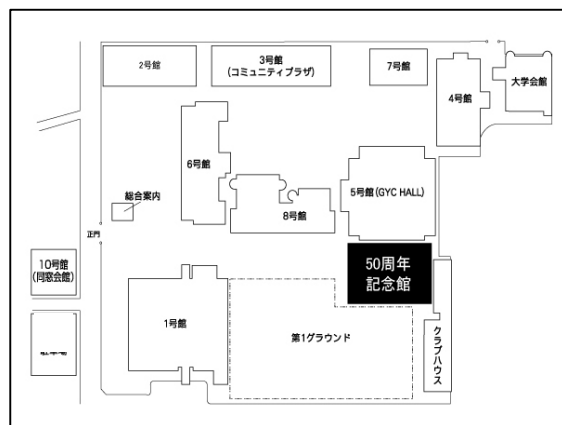 2号館
3号館
(コミュニティプラザ)
7号館
4号館
大学会館
6号館
5号館(GYC HALL)
総合案内
8号館
正門
10号館
(同窓会館)
50周年
記念館
1号館
第1グラウンド
クラブハウス